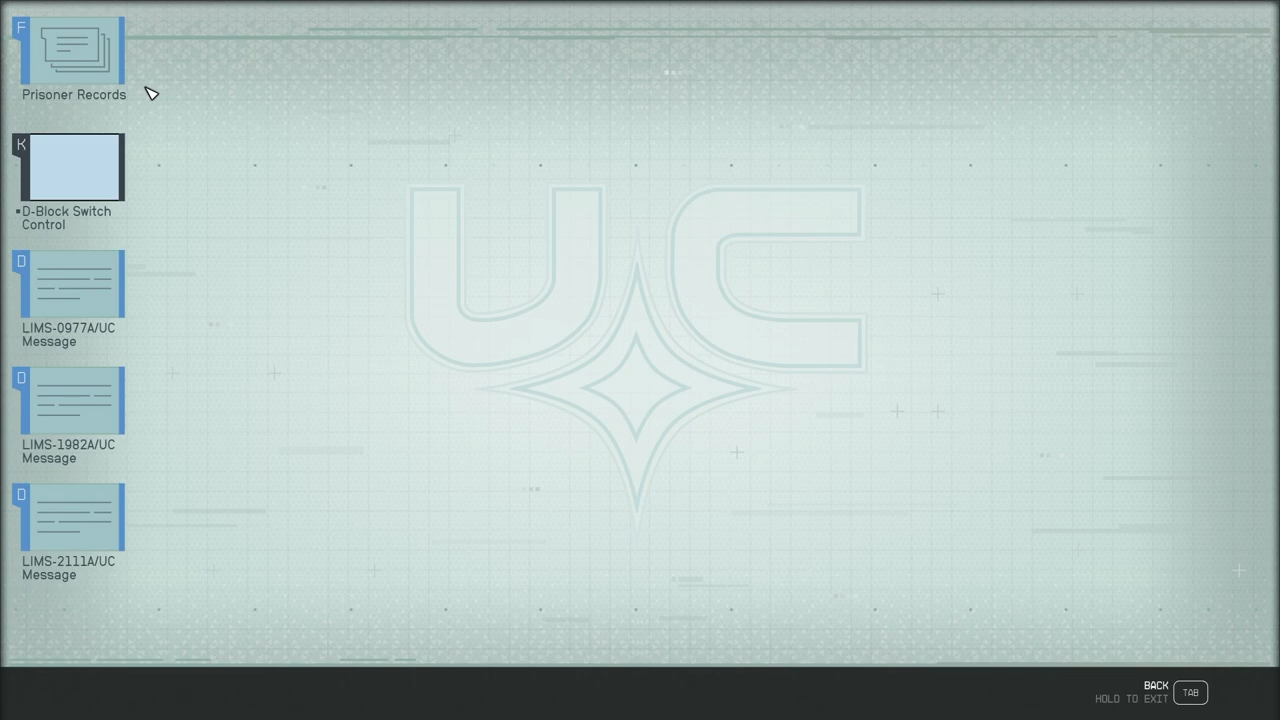 F
Prisoner Records
K
D-Block Switch
Control
D
LIMS-0977A/UC
Message
D
LIMS-1982A/UC
Message
D
LIMS-2111A/UC
Message
UC
BACK
HOLD TO EXIT
TAB